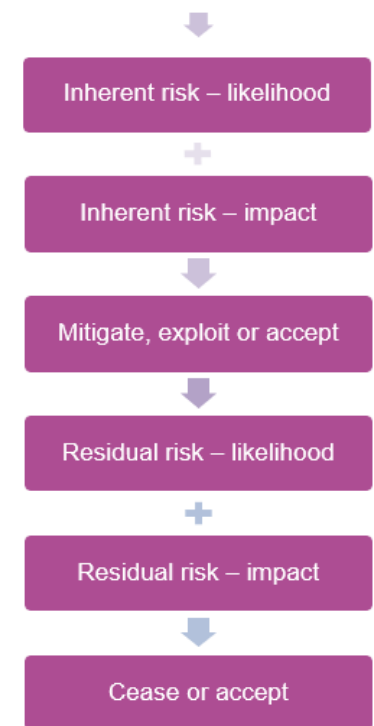 Inherent risk – likelihood
Inherent risk – impact
Mitigate, exploit or accept
Residual risk – likelihood
Residual risk – impact
Cease or accept